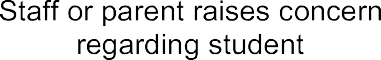 Staff or parent raises concern
regarding student